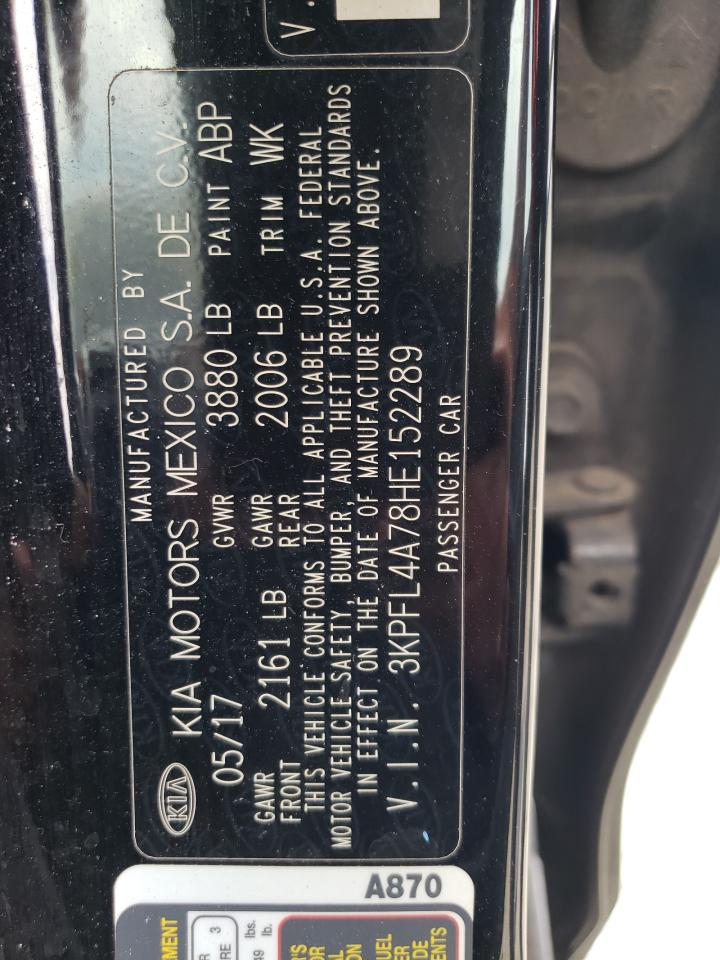 V.
MANUFACTURED BY
KIA KIA MOTORS MEXICO S.A. DE C.V.
05/17 GVWR 3880 LB PAINT ABP
GAWR FRONT 2161 LB GAWR REAR 2006 LB TRIM WK
THIS VEHICLE CONFORMS TO ALL APPLICABLE U.S.A. FEDERAL
MOTOR VEHICLE SAFETY, BUMPER, AND THEFT PREVENTION STANDARDS
IN EFFECT ON THE DATE OF MANUFACTURE SHOWN ABOVE.
V.I.N. 3KPFL4A78HE152289
PASSENGER CAR
A870